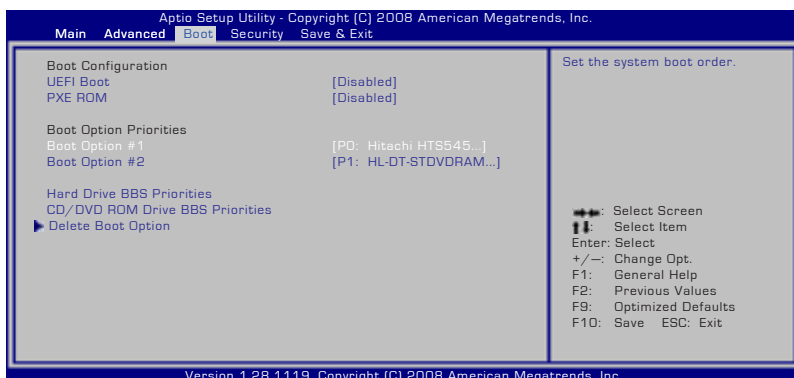 Aptio Setup Utility - Copyright (C) 2008 American Megatrends, Inc.
Main Advanced Boot Security Save & Exit
Boot Configuration
UEFI Boot [Disabled]
PXE ROM [Disabled]
Boot Option Priorities
Boot Option #1 [P0: Hitachi HTS545...]
Boot Option #2 [P1: HL-DT-STDVDRAM...]
Hard Drive BBS Priorities
CD/DVD ROM Drive BBS Priorities
Delete Boot Option
Set the system boot order.
: Select Screen
: Select Item
Enter: Select
+/—: Change Opt.
F1: General Help
F2: Previous Values
F9: Optimized Defaults
F10: Save ESC: Exit
Version 1.28.1119. Copyright (C) 2008 American Megatrends, Inc.